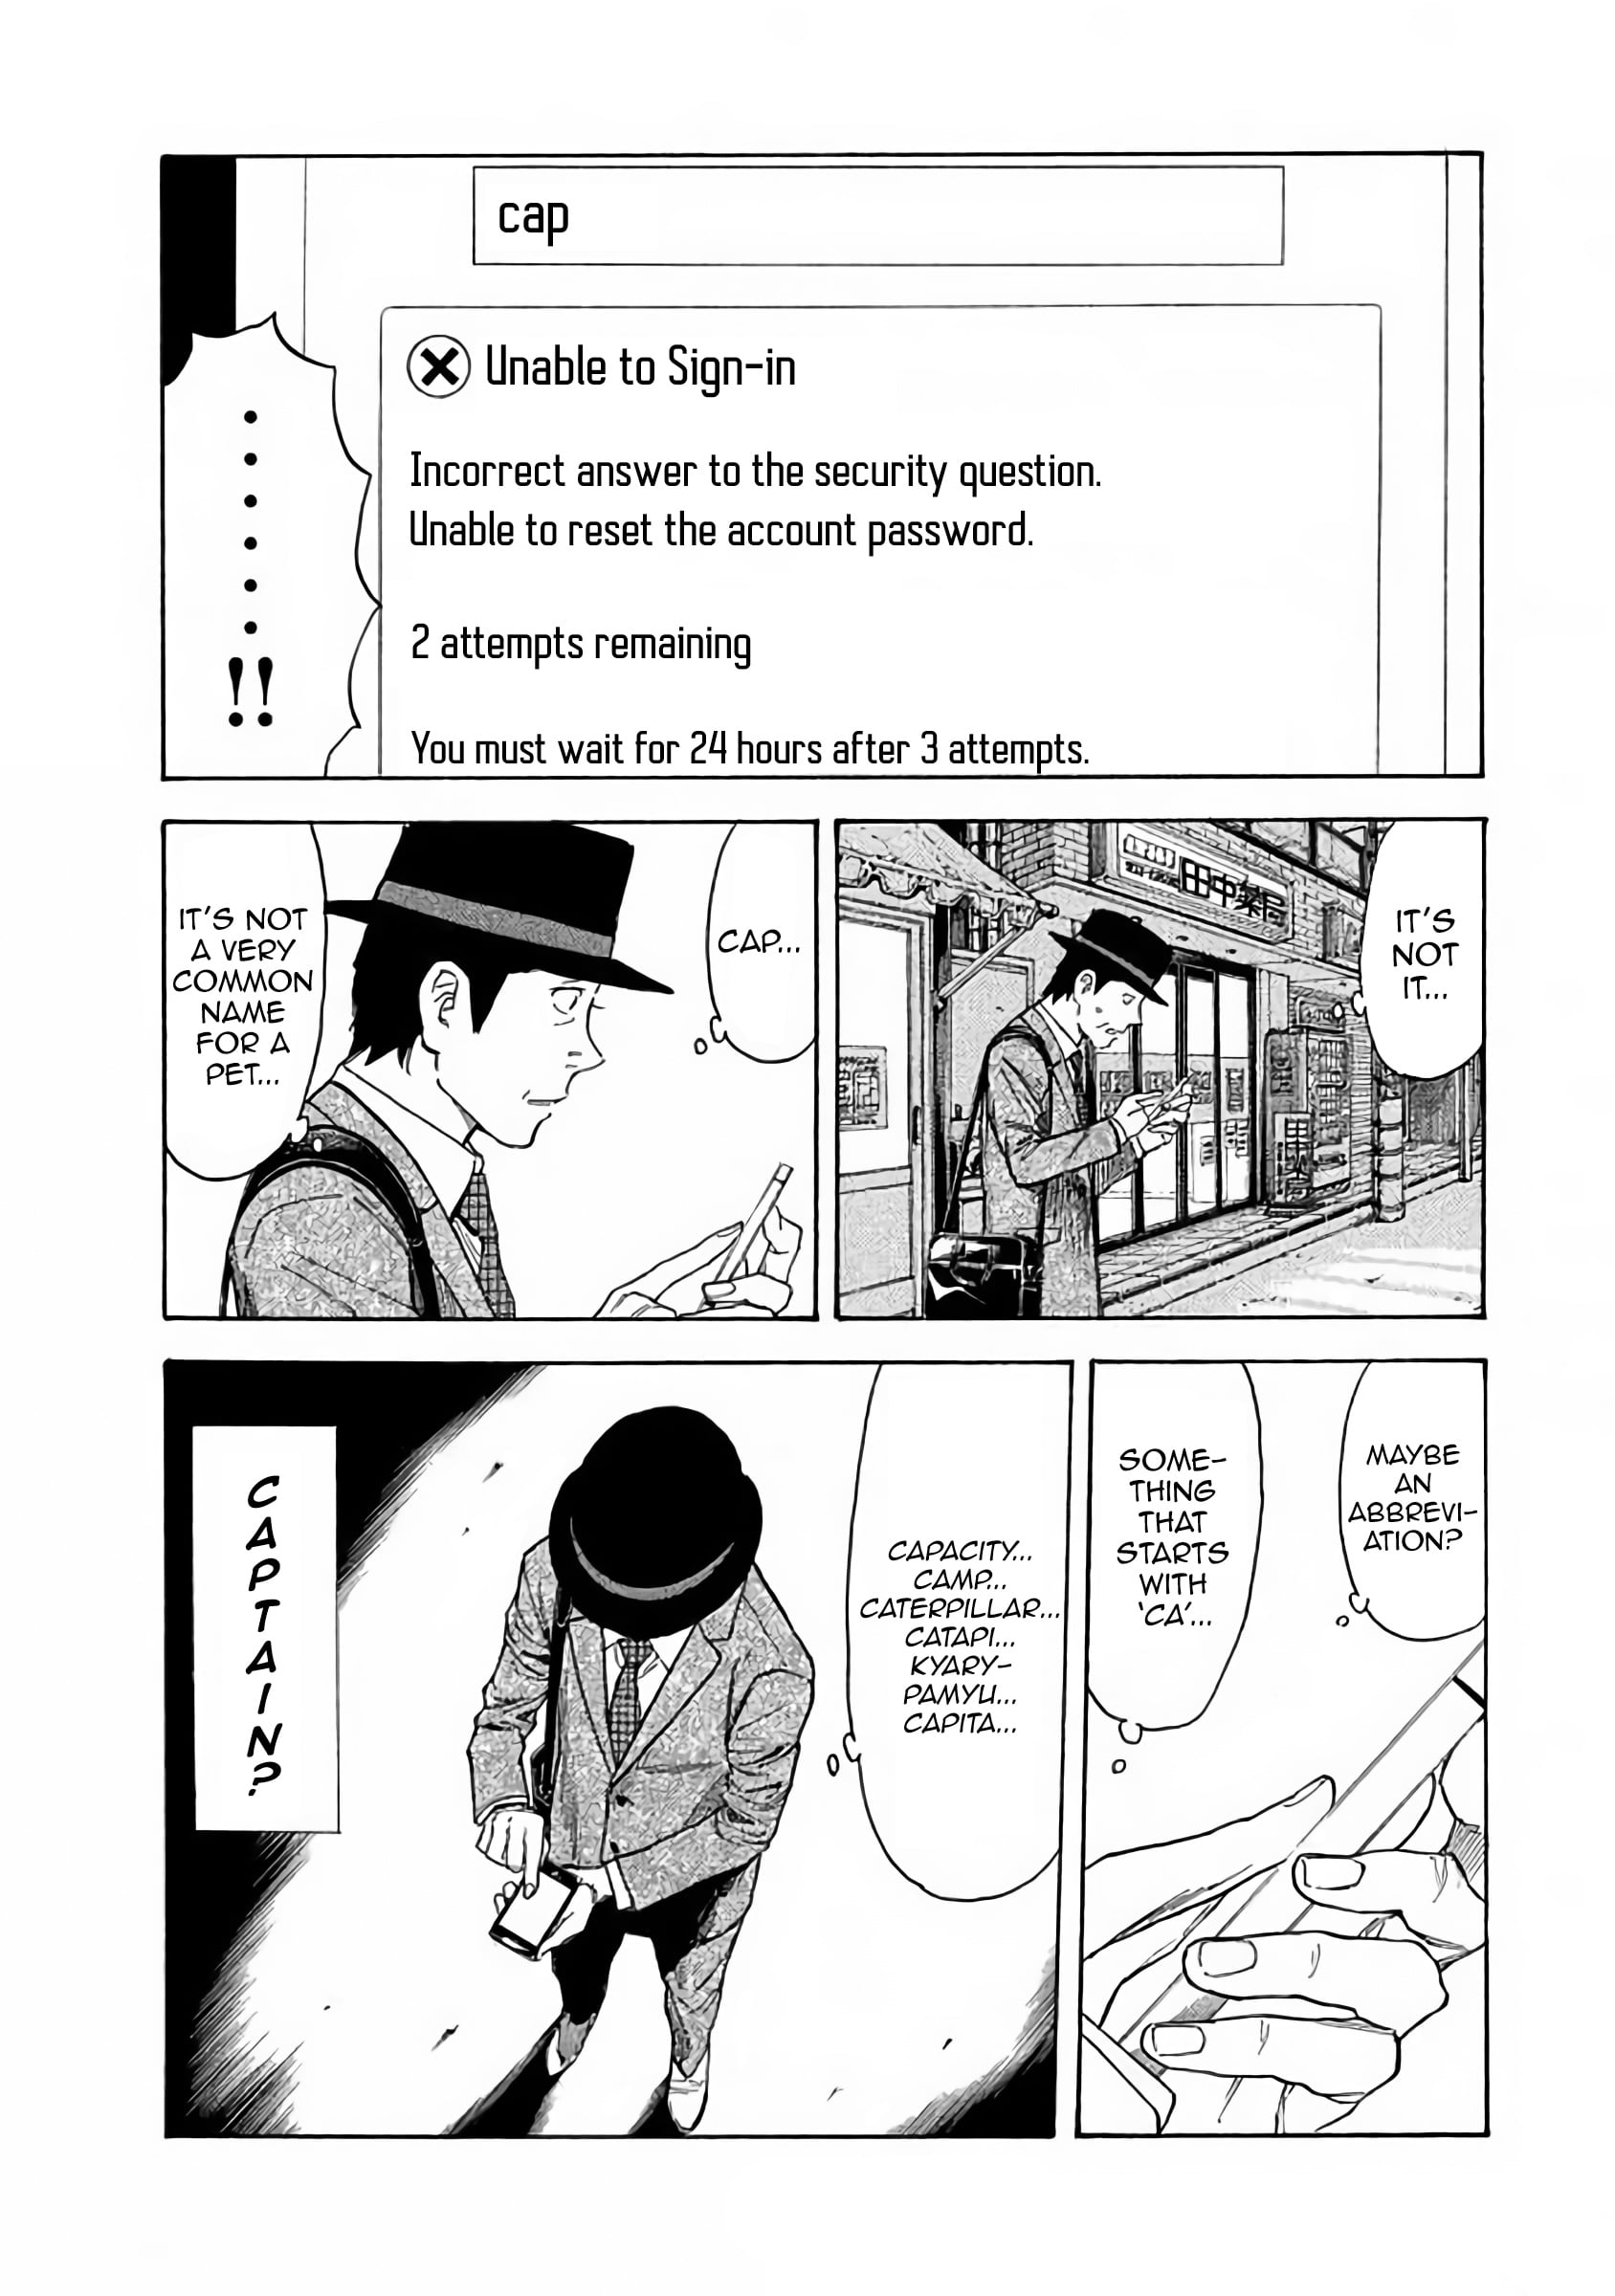 cap
Unable to Sign-in
Incorrect answer to the security question.
Unable to reset the account password.
2 attempts remaining
You must wait for 24 hours after 3 attempts.
......!!
IT'S
NOT
IT...
田中薬局
CAP...
IT'S NOT
A VERY
COMMON
NAME
FOR A
PET...
MAYBE
AN
ABBREVI-
ATION?
SOME-
THING
THAT
STARTS
WITH
'CA'...
CAPACITY...
CAMP...
CATERPILLAR...
CATAPI...
KYARY-
PAMYU...
CAPITA...
CAPTAIN?